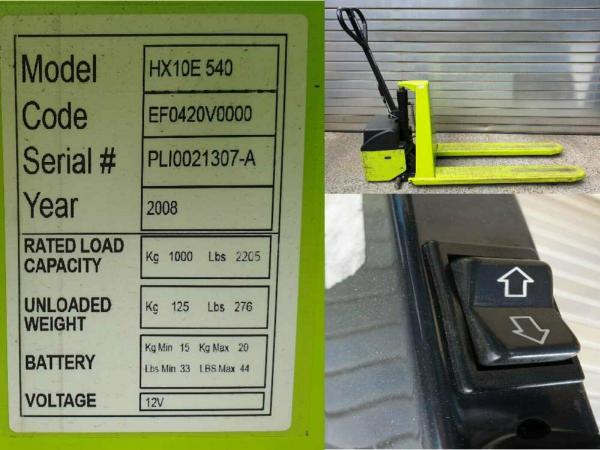 Model HX10E 540
Code EF0420V0000
Serial # PLI0021307-A
Year 2008
RATED LOAD
CAPACITY
Kg 1000 Lbs 2205
UNLOADED
WEIGHT
Kg 125 Lbs 276
BATTERY
Kg Min 15 Kg Max 20
Lbs Min 33 LBS Max 44
VOLTAGE 12V